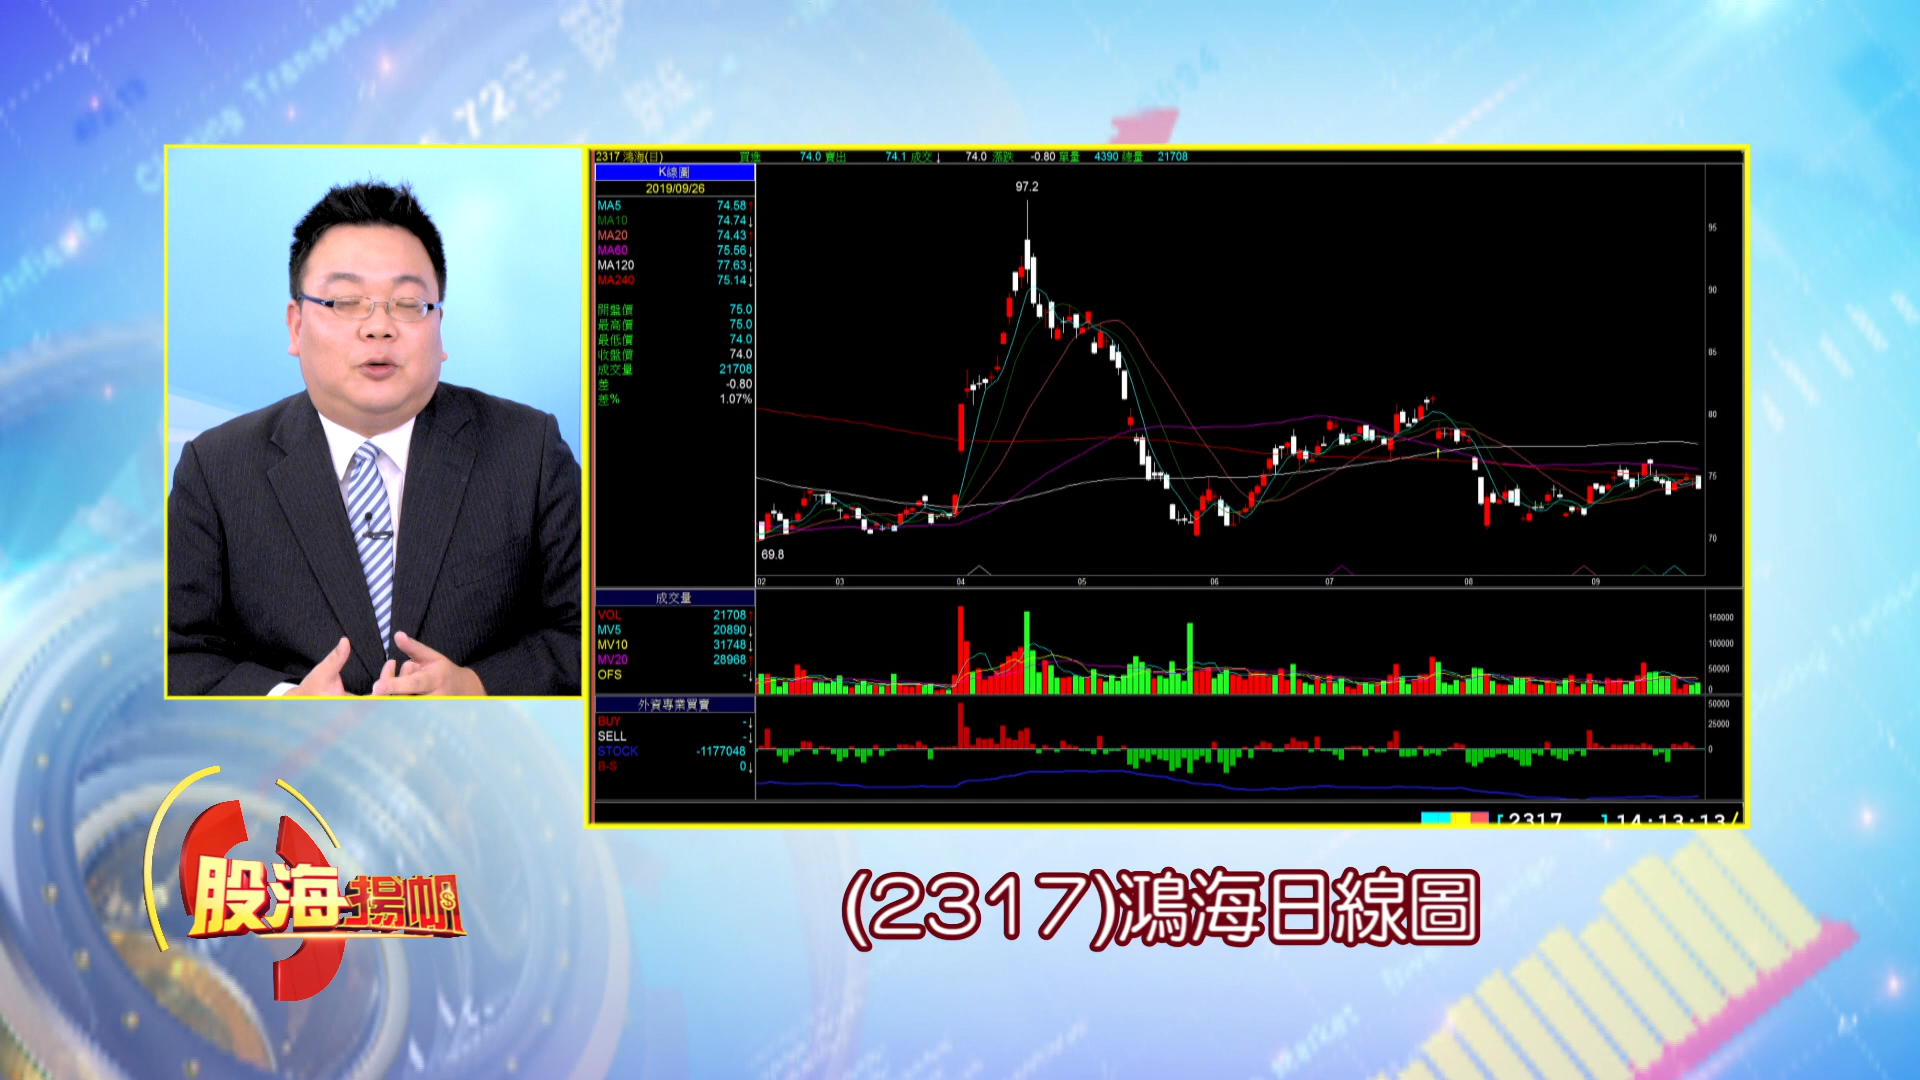 2317 鴻海(日) 買進 74.0 賣出 74.1 成交↓ 74.0 漲跌 -0.80 單量 4390 總量 21708
K線圖
2019/09/26
MA5 74.58↑
MA10 74.74↓
MA20 74.43↑
MA60 75.56↓
MA120 77.63↓
MA240 75.14↓
開盤價 75.0
最高價 75.0
最低價 74.0
收盤價 74.0
成交量 21708
差 -0.80
差% 1.07%
97.2
69.8
95
90
85
80
75
70
02 03 04 05 06 07 08 09
成交量
VOL 21708↑
MV5 20890↓
MV10 31748↓
MV20 28968↑
OFS -↓
150000
100000
50000
0
外資專業買賣
BUY -↓
SELL -↓
STOCK -1177048↓
B-S 0↓
50000
25000
0
[2317 ]14:13:13/
股海揚帆
$
(2317)鴻海日線圖
72